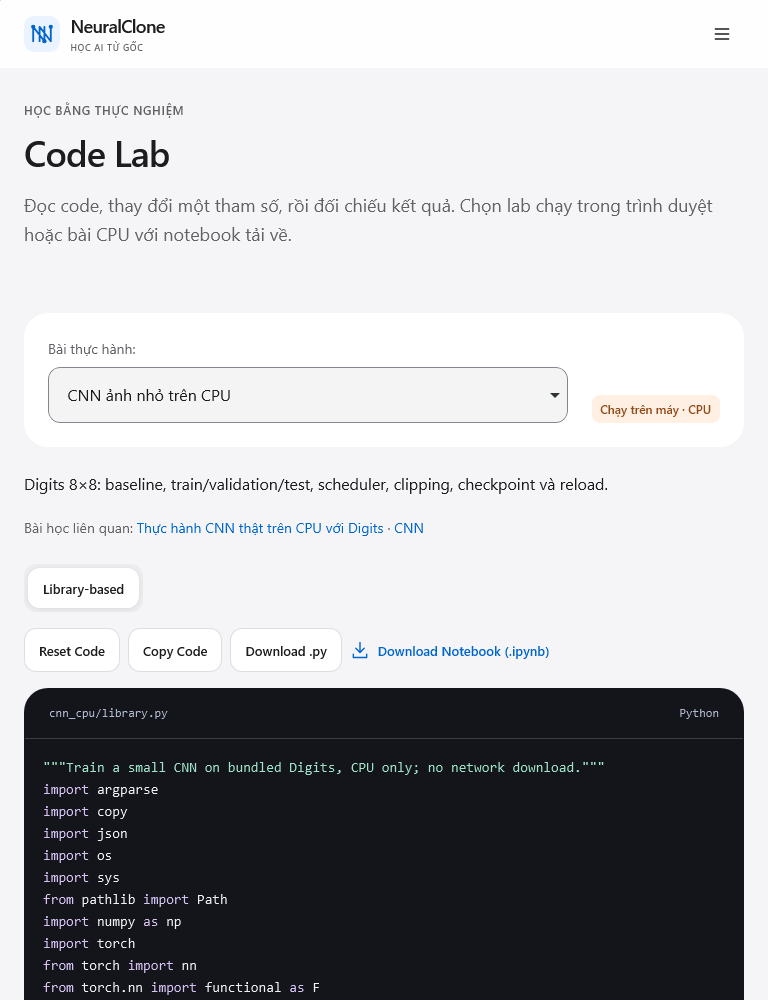 NeuralClone
HỌC AI TỪ GỐC
HỌC BẰNG THỰC NGHIỆM
Code Lab
Đọc code, thay đổi một tham số, rồi đối chiếu kết quả. Chọn lab chạy trong trình duyệt
hoặc bài CPU với notebook tải về.
Bài thực hành:
CNN ảnh nhỏ trên CPU
Chạy trên máy · CPU
Digits 8×8: baseline, train/validation/test, scheduler, clipping, checkpoint và reload.
Bài học liên quan: Thực hành CNN thật trên CPU với Digits · CNN
Library-based
Reset Code
Copy Code
Download .py
Download Notebook (.ipynb)
cnn_cpu/library.py
Python
"""Train a small CNN on bundled Digits, CPU only; no network download."""
import argparse
import copy
import json
import os
import sys
from pathlib import Path
import numpy as np
import torch
from torch import nn
from torch.nn import functional as F